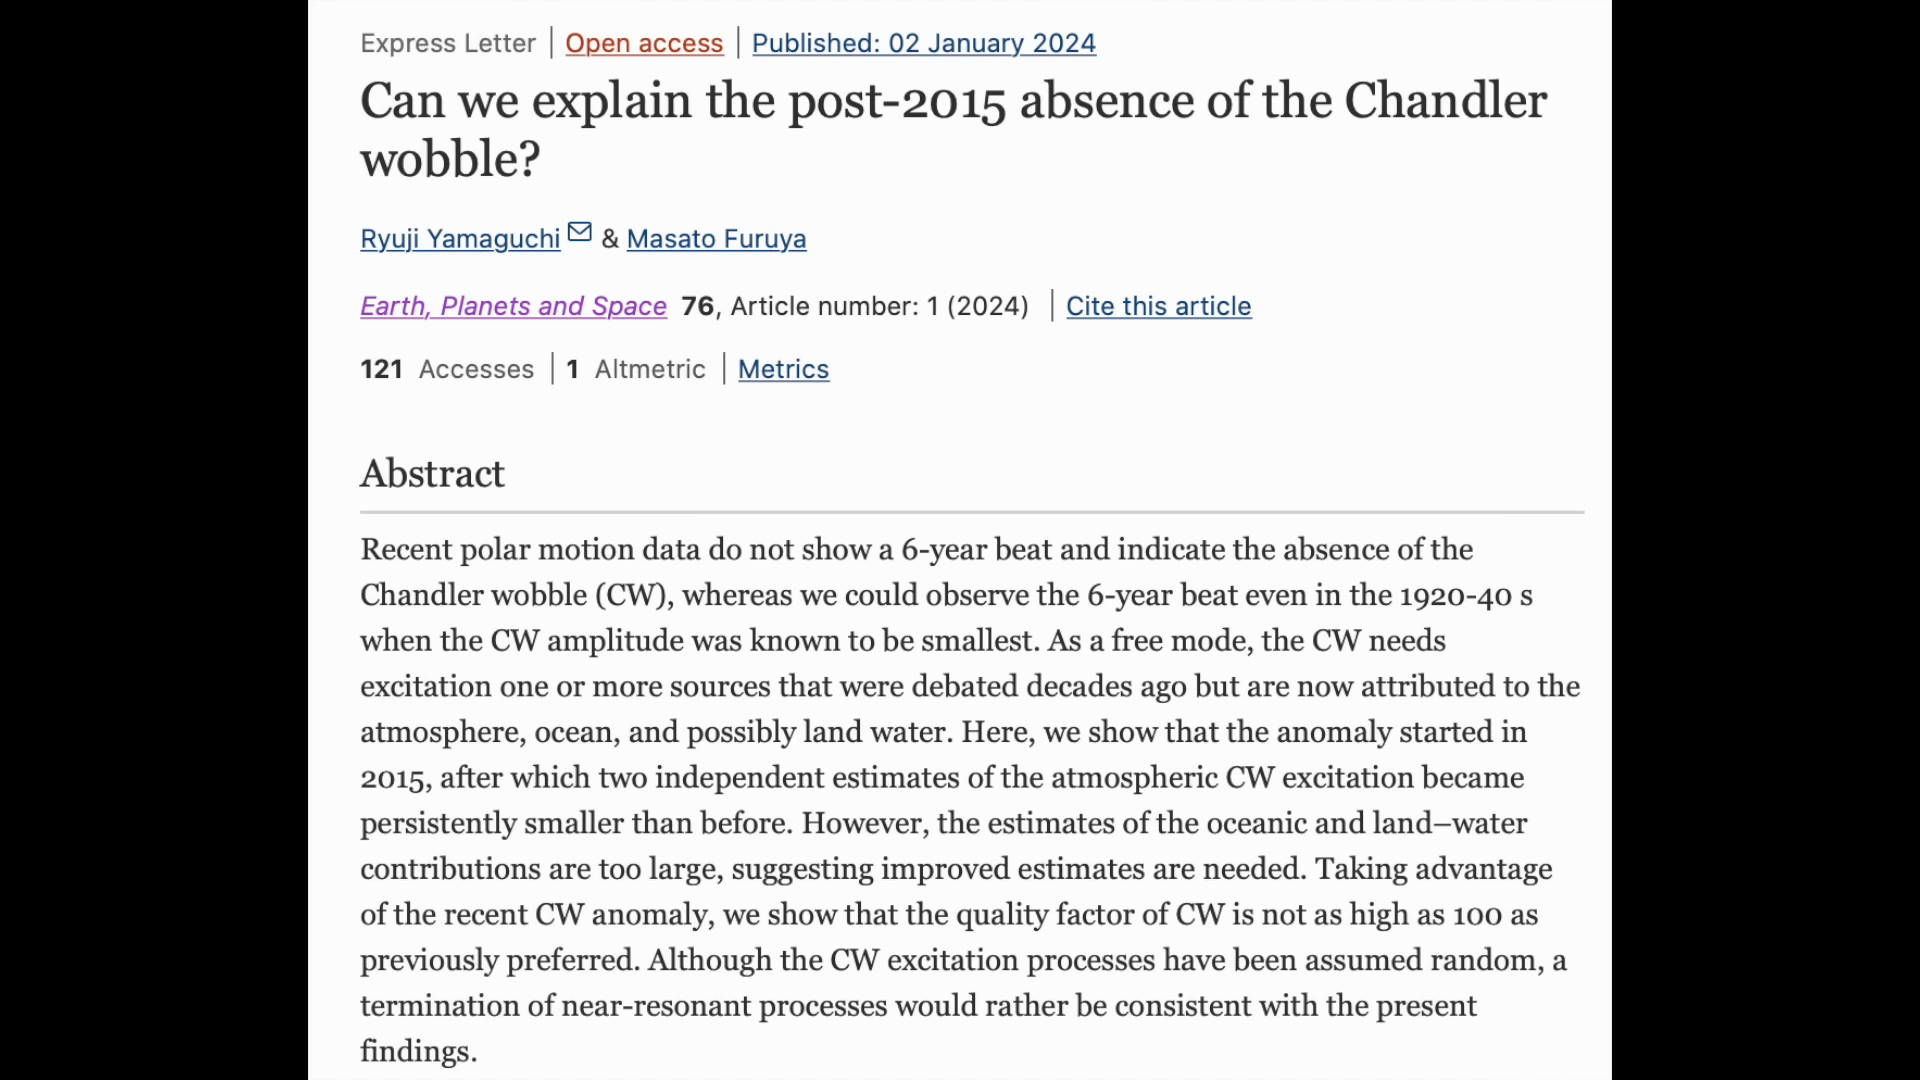 Express Letter | Open access | Published: 02 January 2024
Can we explain the post-2015 absence of the Chandler
wobble?
Ryuji Yamaguchi & Masato Furuya
Earth, Planets and Space 76, Article number: 1 (2024) | Cite this article
121 Accesses | 1 Altmetric | Metrics
Abstract
Recent polar motion data do not show a 6-year beat and indicate the absence of the
Chandler wobble (CW), whereas we could observe the 6-year beat even in the 1920-40 s
when the CW amplitude was known to be smallest. As a free mode, the CW needs
excitation one or more sources that were debated decades ago but are now attributed to the
atmosphere, ocean, and possibly land water. Here, we show that the anomaly started in
2015, after which two independent estimates of the atmospheric CW excitation became
persistently smaller than before. However, the estimates of the oceanic and land–water
contributions are too large, suggesting improved estimates are needed. Taking advantage
of the recent CW anomaly, we show that the quality factor of CW is not as high as 100 as
previously preferred. Although the CW excitation processes have been assumed random, a
termination of near-resonant processes would rather be consistent with the present
findings.